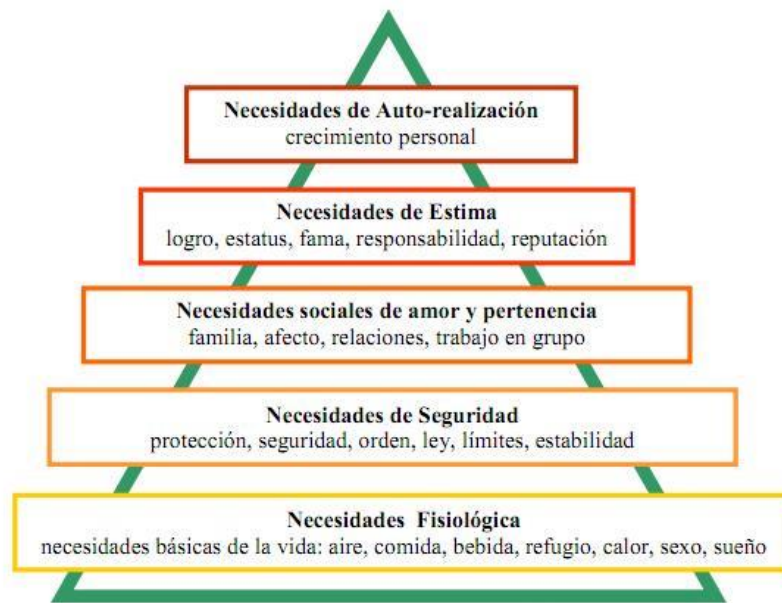 Necesidades de Auto-realización
crecimiento personal
Necesidades de Estima
logro, estatus, fama, responsabilidad, reputación
Necesidades sociales de amor y pertenencia
familia, afecto, relaciones, trabajo en grupo
Necesidades de Seguridad
protección, seguridad, orden, ley, límites, estabilidad
Necesidades Fisiológica
necesidades básicas de la vida: aire, comida, bebida, refugio, calor, sexo, sueño